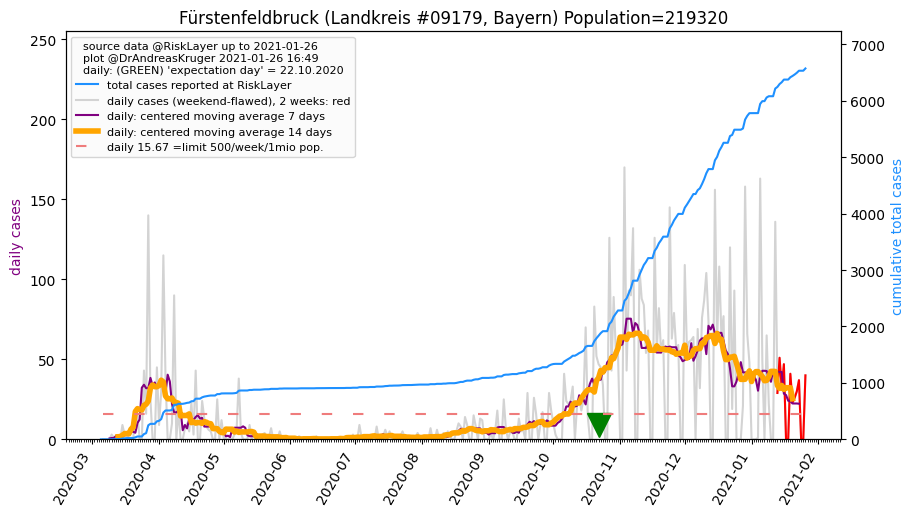 Fürstenfeldbruck (Landkreis #09179, Bayern) Population=219320
source data @RiskLayer up to 2021-01-26
plot @DrAndreasKruger 2021-01-26 16:49
daily: (GREEN) 'expectation day' = 22.10.2020
total cases reported at RiskLayer
daily cases (weekend-flawed), 2 weeks: red
daily: centered moving average 7 days
daily: centered moving average 14 days
daily 15.67 =limit 500/week/1mio pop.
daily cases
250
200
150
100
50
0
cumulative total cases
7000
6000
5000
4000
3000
2000
1000
0
2020-03
2020-04
2020-05
2020-06
2020-07
2020-08
2020-09
2020-10
2020-11
2020-12
2021-01
2021-02